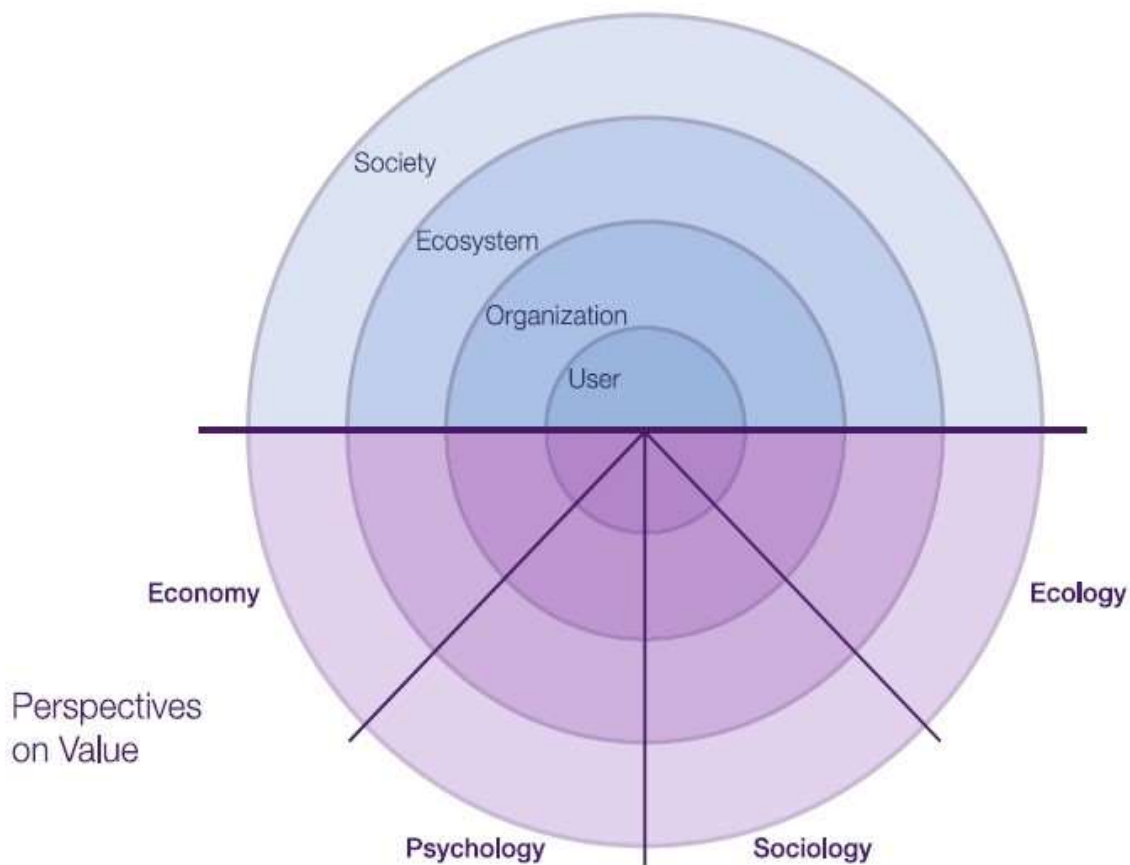 Society
Ecosystem
Organization
User
Economy
Ecology
Perspectives
on Value
Psychology
Sociology